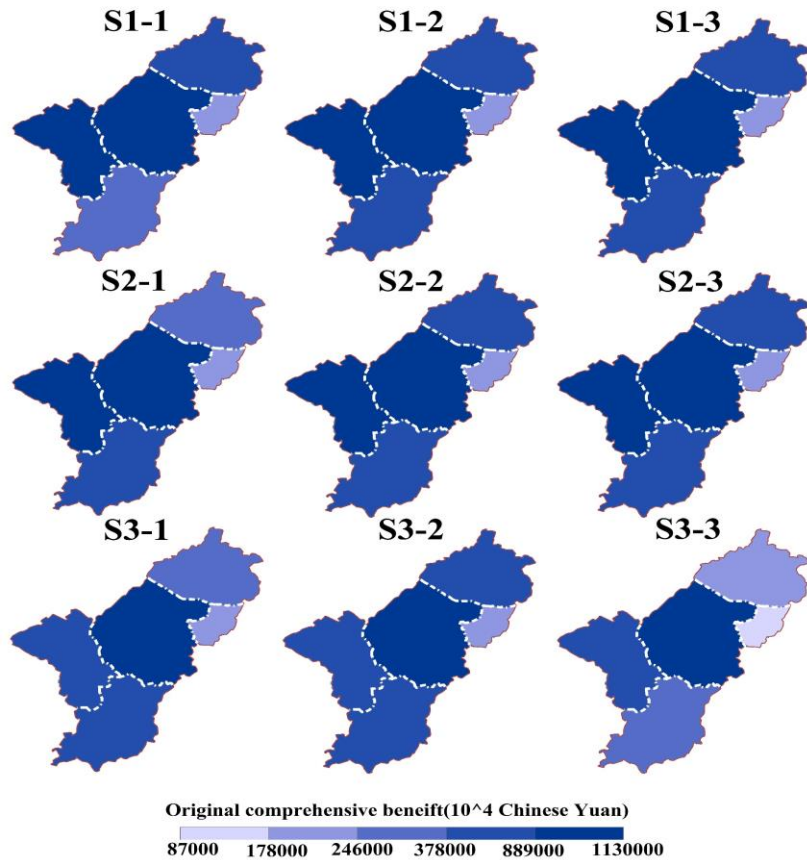 S1-1 S1-2 S1-3
S2-1 S2-2 S2-3
S3-1 S3-2 S3-3
Original comprehensive beneift(10^4 Chinese Yuan)
87000 178000 246000 378000 889000 1130000